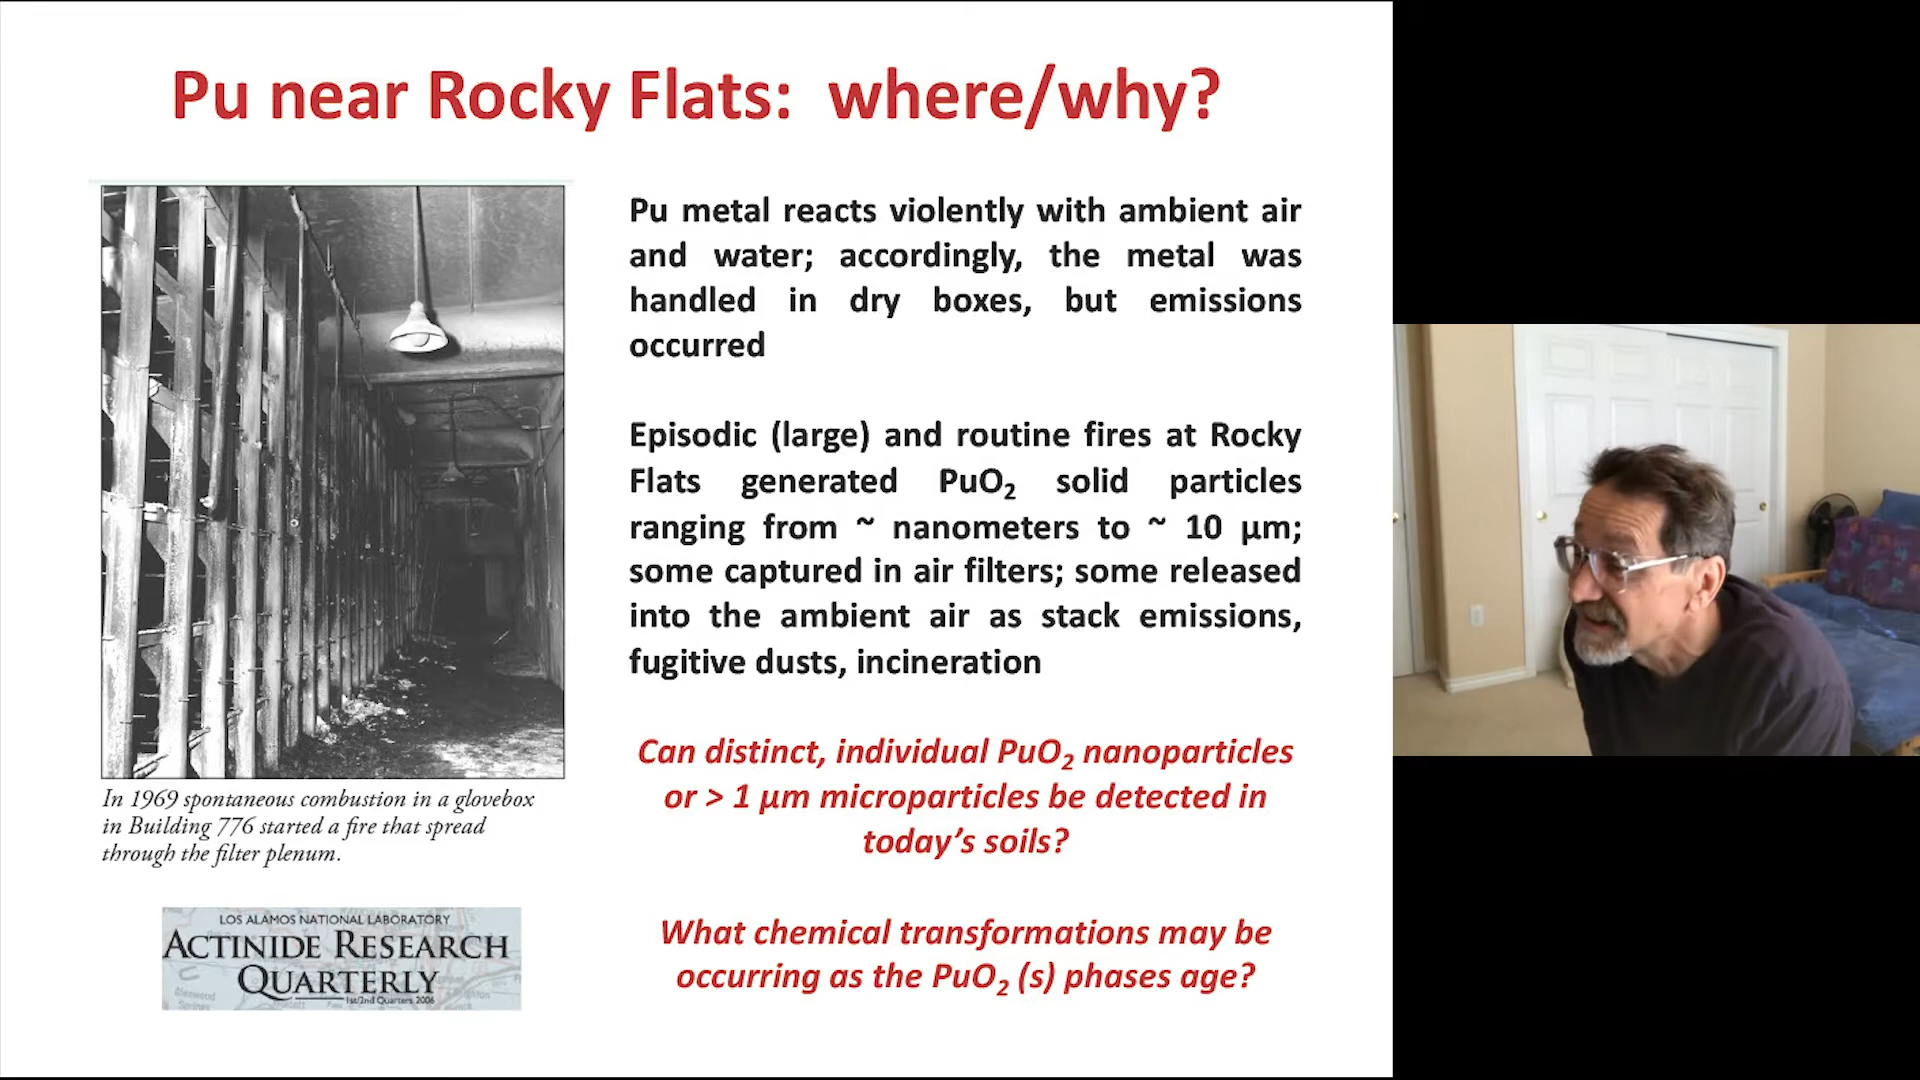 Pu near Rocky Flats: where/why?
Pu metal reacts violently with ambient air
and water; accordingly, the metal was
handled in dry boxes, but emissions
occurred
Episodic (large) and routine fires at Rocky
Flats generated PuO₂ solid particles
ranging from ~ nanometers to ~ 10 µm;
some captured in air filters; some released
into the ambient air as stack emissions,
fugitive dusts, incineration
Can distinct, individual PuO₂ nanoparticles
or > 1 µm microparticles be detected in
today's soils?
What chemical transformations may be
occurring as the PuO₂ (s) phases age?
In 1969 spontaneous combustion in a glovebox
in Building 776 started a fire that spread
through the filter plenum.
LOS ALAMOS NATIONAL LABORATORY
ACTINIDE RESEARCH
QUARTERLY
1st/2nd Quarters 2006
Glenwood
Springs